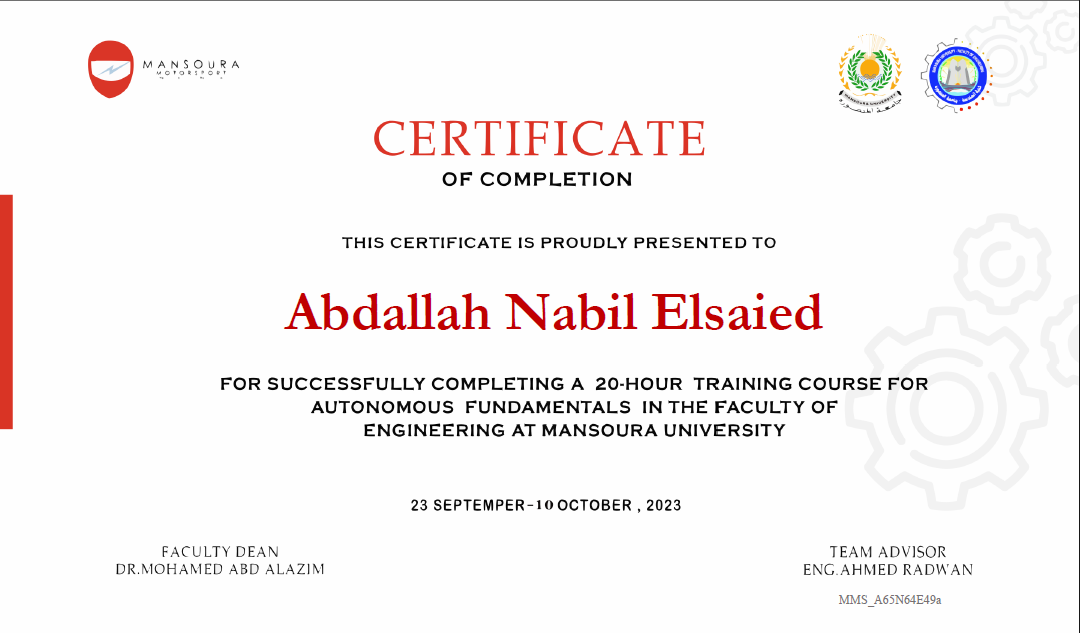 MANSOURA
MOTORSPORT
MANSOURA UNIVERSITY
CERTIFICATE
OF COMPLETION
THIS CERTIFICATE IS PROUDLY PRESENTED TO
Abdallah Nabil Elsaied
FOR SUCCESSFULLY COMPLETING A 20-HOUR TRAINING COURSE FOR
AUTONOMOUS FUNDAMENTALS IN THE FACULTY OF
ENGINEERING AT MANSOURA UNIVERSITY
23 SEPTEMPER-10 OCTOBER , 2023
FACULTY DEAN
DR.MOHAMED ABD ALAZIM
TEAM ADVISOR
ENG.AHMED RADWAN
MMS_A65N64E49a